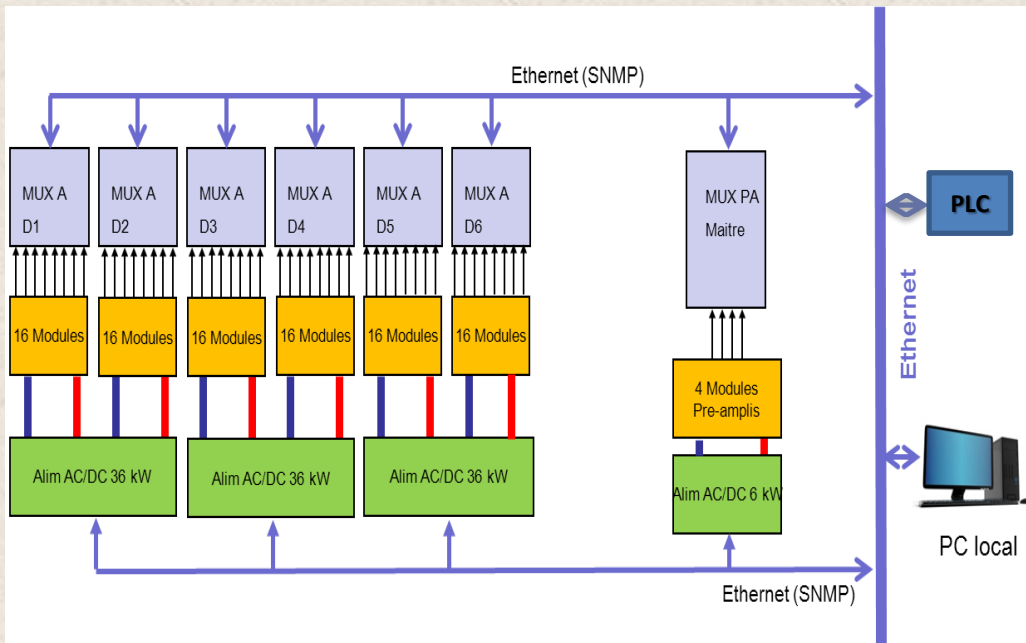 Ethernet (SNMP)
MUX A
D1
MUX A
D2
MUX A
D3
MUX A
D4
MUX A
D5
MUX A
D6
MUX PA
Maitre
PLC
Ethernet
16 Modules
16 Modules
16 Modules
16 Modules
16 Modules
16 Modules
4 Modules
Pre-amplis
Alim AC/DC 36 kW
Alim AC/DC 36 kW
Alim AC/DC 36 kW
Alim AC/DC 6 kW
PC local
Ethernet (SNMP)